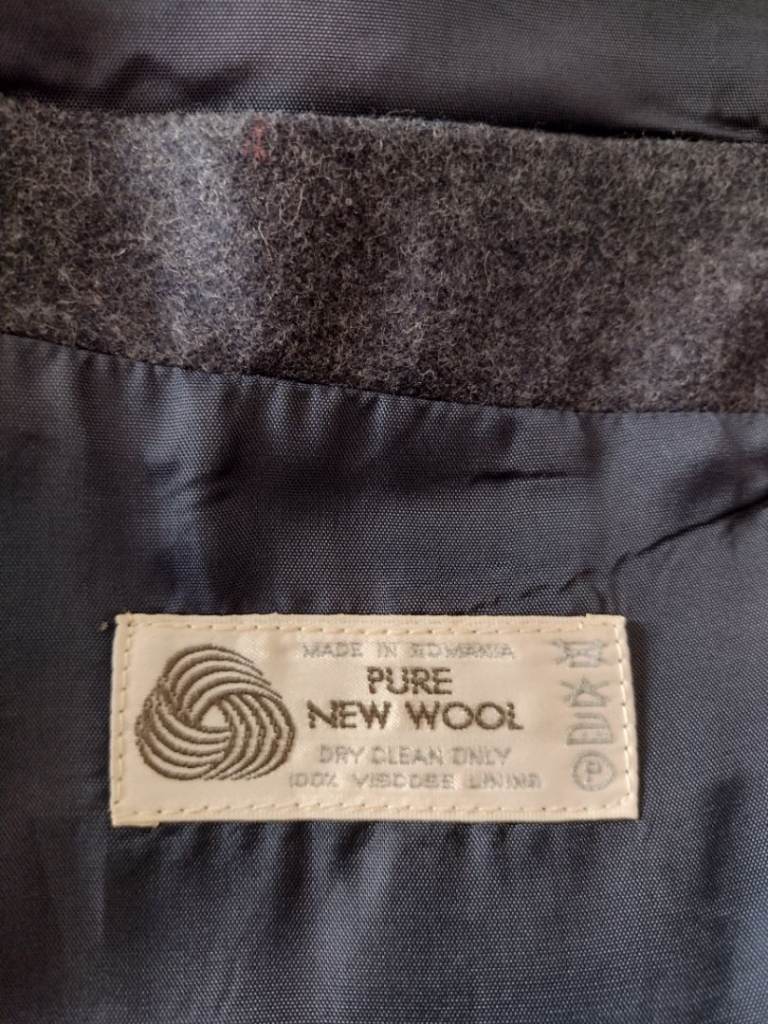 MADE IN ROMANIA
PURE
NEW WOOL
DRY CLEAN ONLY
100% VISCOSE LINING
P